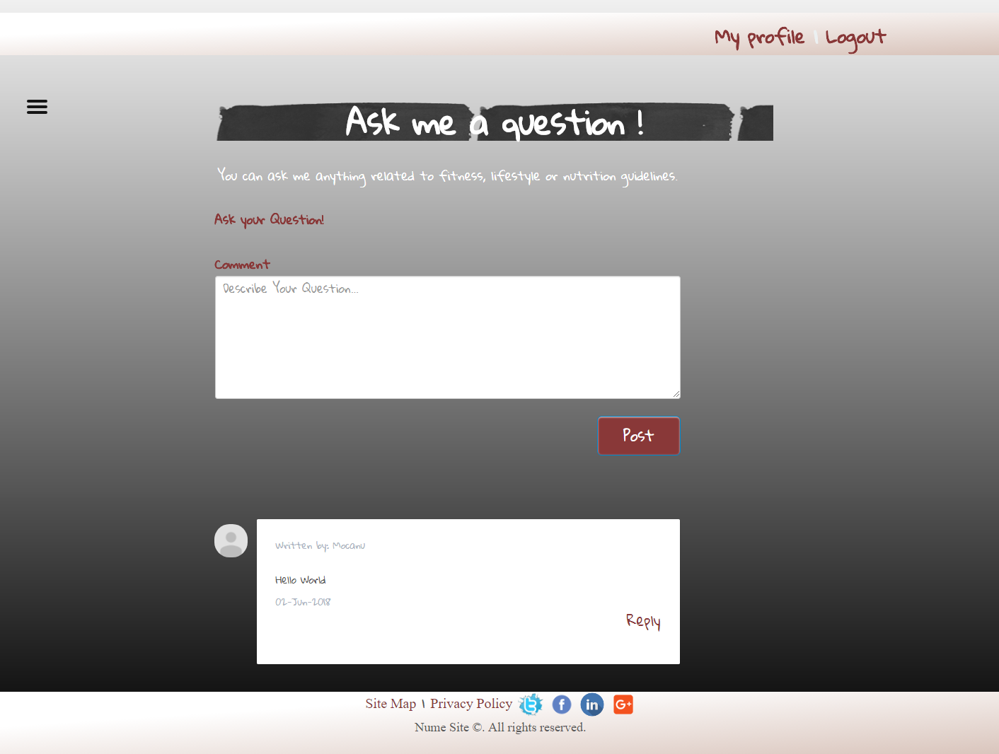 My profile | Logout
Ask me a question !
You can ask me anything related to fitness, lifestyle or nutrition guidelines.
Ask your Question!
Comment
Describe Your Question...
Post
Written by: Mocanu
Hello World
02-Jun-2018
Reply
Site Map | Privacy Policy t f in G+
Nume Site ©. All rights reserved.